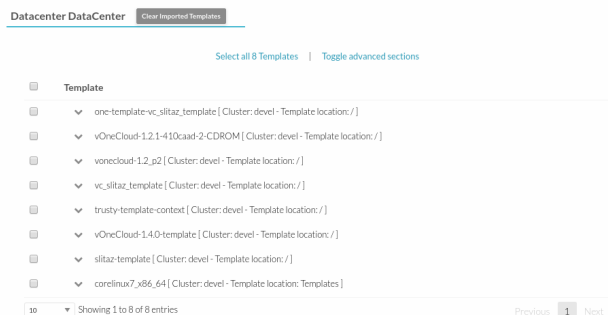 Datacenter DataCenter Clear Imported Templates
Select all 8 Templates | Toggle advanced sections
Template
one-template-vc_slitaz_template [ Cluster: devel - Template location: / ]
vOneCloud-1.2.1-410caad-2-CDROM [ Cluster: devel - Template location: / ]
vonecloud-1.2_p2 [ Cluster: devel - Template location: / ]
vc_slitaz_template [ Cluster: devel - Template location: / ]
trusty-template-context [ Cluster: devel - Template location: / ]
vOneCloud-1.4.0-template [ Cluster: devel - Template location: / ]
slitaz-template [ Cluster: devel - Template location: / ]
corelinux7_x86_64 [ Cluster: devel - Template location: Templates ]
10 Showing 1 to 8 of 8 entries Previous 1 Next